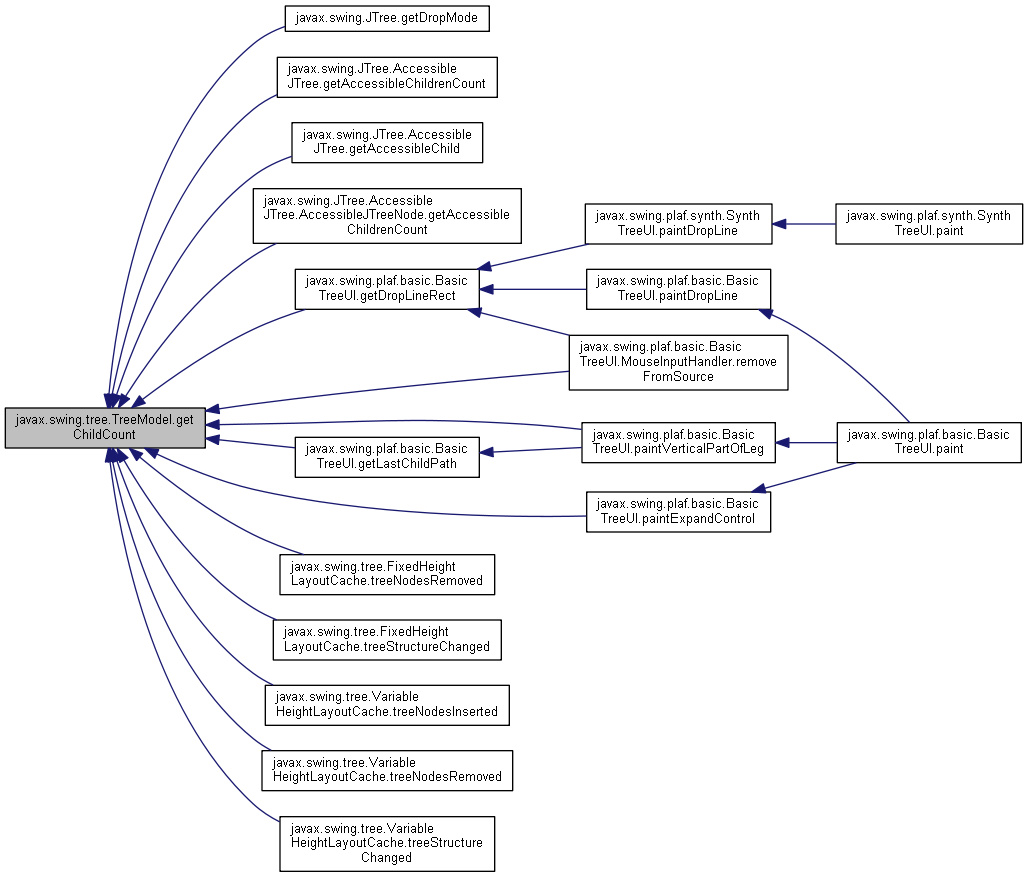 javax.swing.JTree.getDropMode
javax.swing.JTree.Accessible
JTree.getAccessibleChildrenCount
javax.swing.JTree.Accessible
JTree.getAccessibleChild
javax.swing.JTree.Accessible
JTree.AccessibleJTreeNode.getAccessible
ChildrenCount
javax.swing.plaf.synth.Synth
TreeUI.paintDropLine
javax.swing.plaf.synth.Synth
TreeUI.paint
javax.swing.plaf.basic.Basic
TreeUI.getDropLineRect
javax.swing.plaf.basic.Basic
TreeUI.paintDropLine
javax.swing.plaf.basic.Basic
TreeUI.MouseInputHandler.remove
FromSource
javax.swing.tree.TreeModel.get
ChildCount
javax.swing.plaf.basic.Basic
TreeUI.getLastChildPath
javax.swing.plaf.basic.Basic
TreeUI.paintVerticalPartOfLeg
javax.swing.plaf.basic.Basic
TreeUI.paint
javax.swing.plaf.basic.Basic
TreeUI.paintExpandControl
javax.swing.tree.FixedHeight
LayoutCache.treeNodesRemoved
javax.swing.tree.FixedHeight
LayoutCache.treeStructureChanged
javax.swing.tree.Variable
HeightLayoutCache.treeNodesInserted
javax.swing.tree.Variable
HeightLayoutCache.treeNodesRemoved
javax.swing.tree.Variable
HeightLayoutCache.treeStructure
Changed